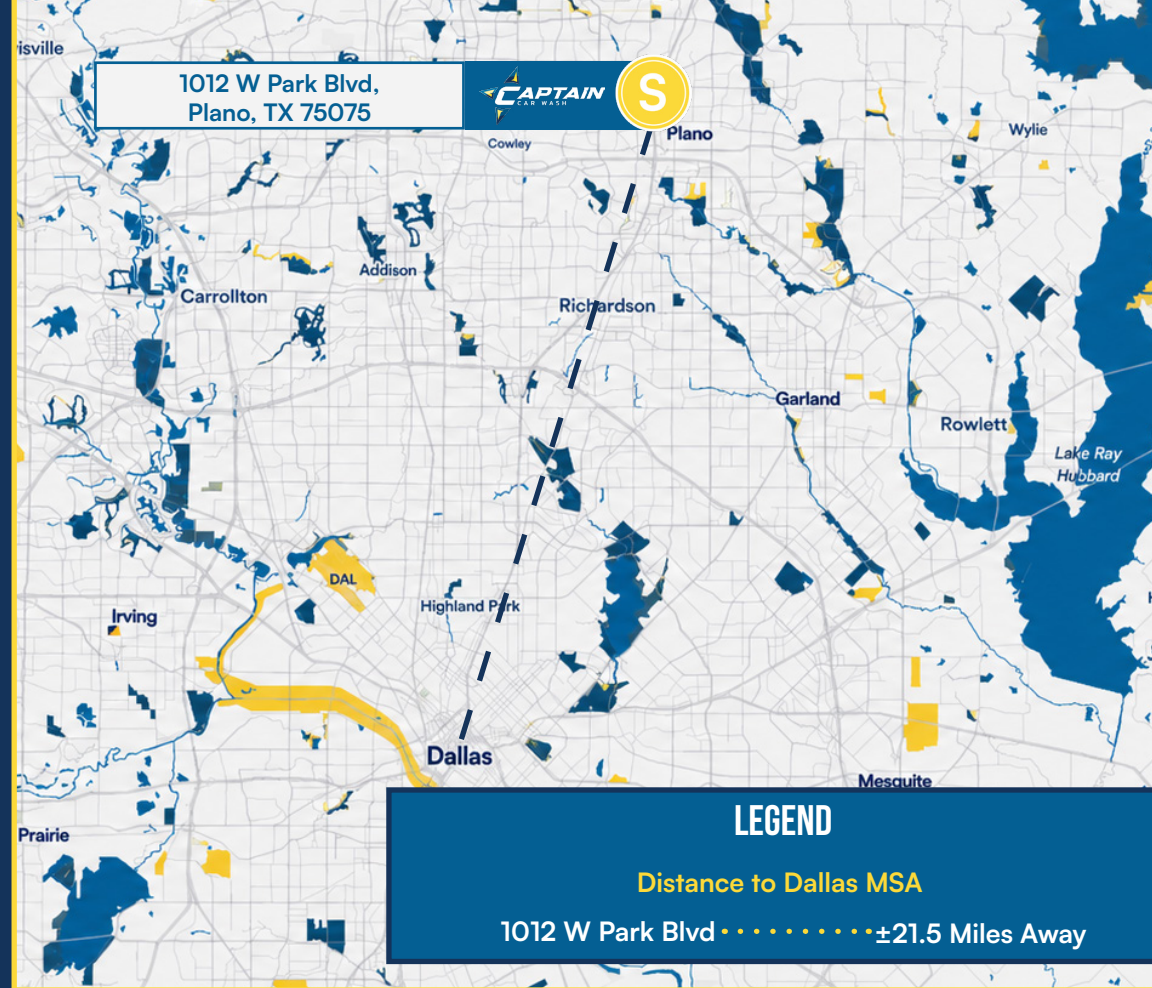 isville
1012 W Park Blvd,
Plano, TX 75075
CAPTAIN
CAR WASH
S
Plano
Cowley
Wylie
Addison
Carrollton
Richardson
Garland
Rowlett
Lake Ray
Hubbard
DAL
Highland Park
Irving
Dallas
Mesquite
Prairie
LEGEND
Distance to Dallas MSA
1012 W Park Blvd··········±21.5 Miles Away